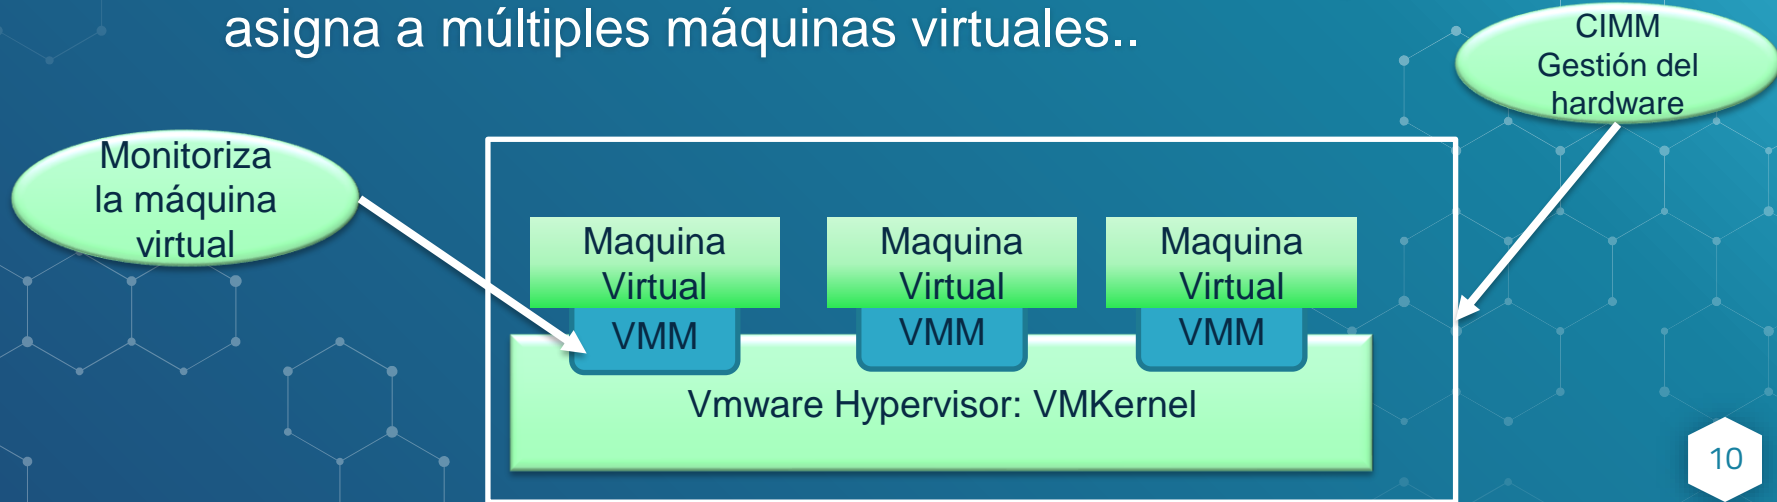 asigna a múltiples máquinas virtuales..
CIMM
Gestión del
hardware
Monitoriza
la máquina
virtual
Maquina
Virtual
VMM
Maquina
Virtual
VMM
Maquina
Virtual
VMM
Vmware Hypervisor: VMKernel
10